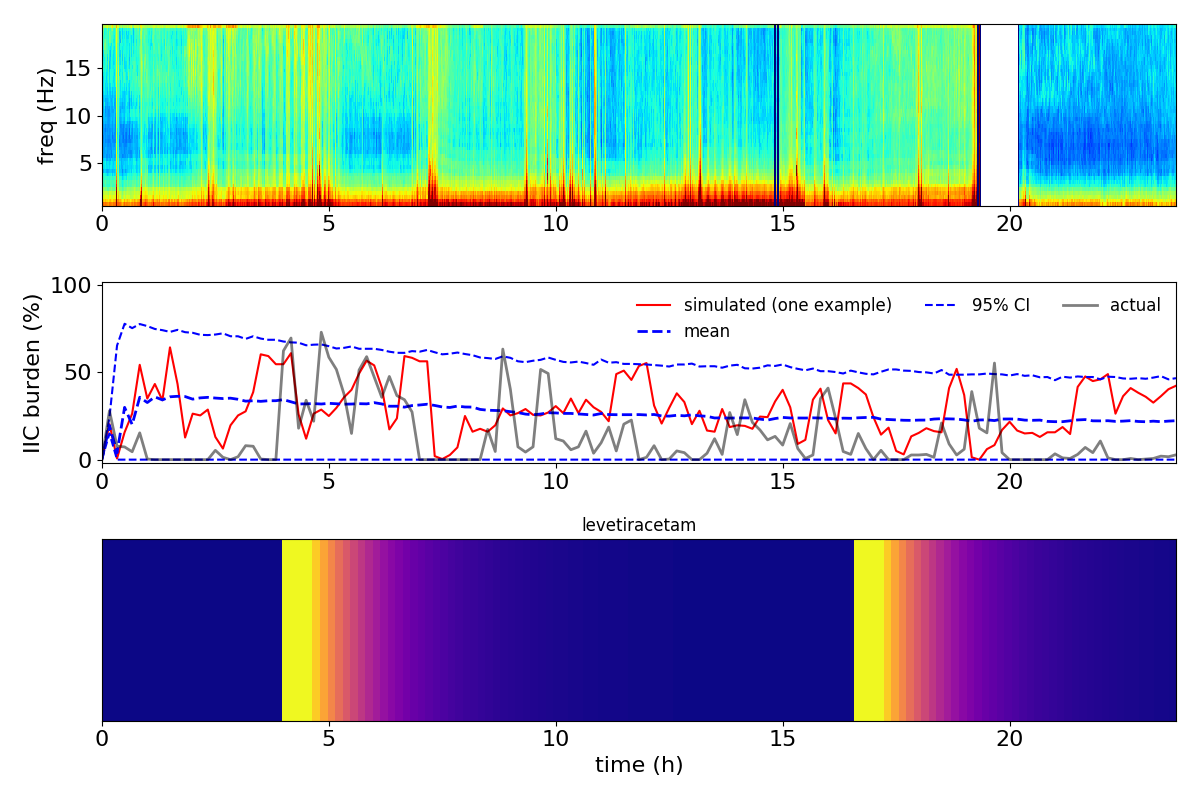 freq (Hz)
15
10
5
0 5 10 15 20
IIC burden (%)
100
50
0
simulated (one example)
mean
95% CI
actual
0 5 10 15 20
levetiracetam
0 5 10 15 20
time (h)